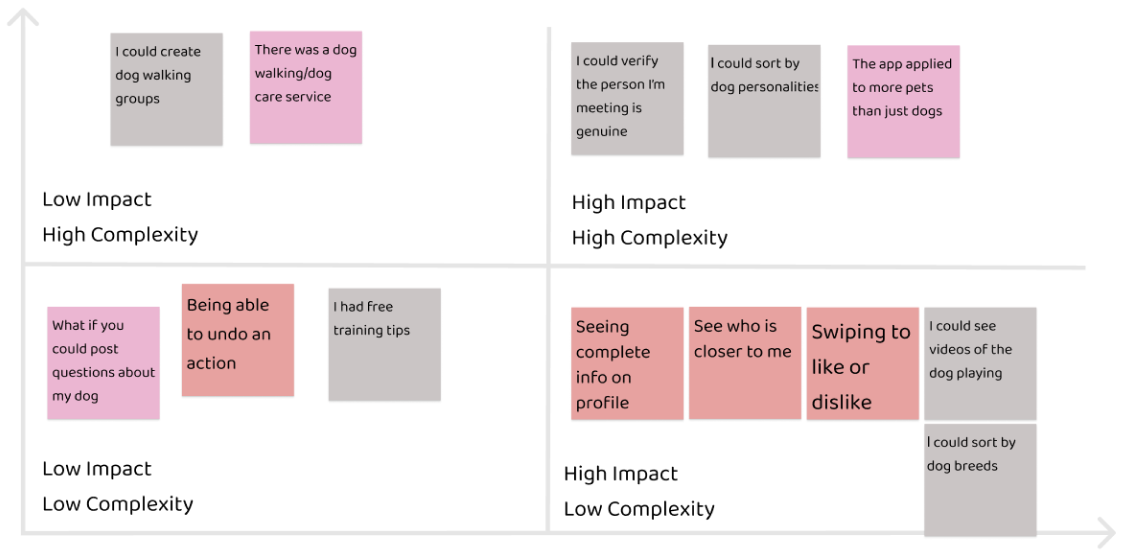 I could create
dog walking
groups
There was a dog
walking/dog
care service
Low Impact
High Complexity
I could verify
the person I'm
meeting is
genuine
I could sort by
dog personalities
The app applied
to more pets
than just dogs
High Impact
High Complexity
What if you
could post
questions about
my dog
Being able
to undo an
action
I had free
training tips
Low Impact
Low Complexity
Seeing
complete
info on
profile
See who is
closer to me
Swiping to
like or
dislike
I could see
videos of the
dog playing
I could sort by
dog breeds
High Impact
Low Complexity